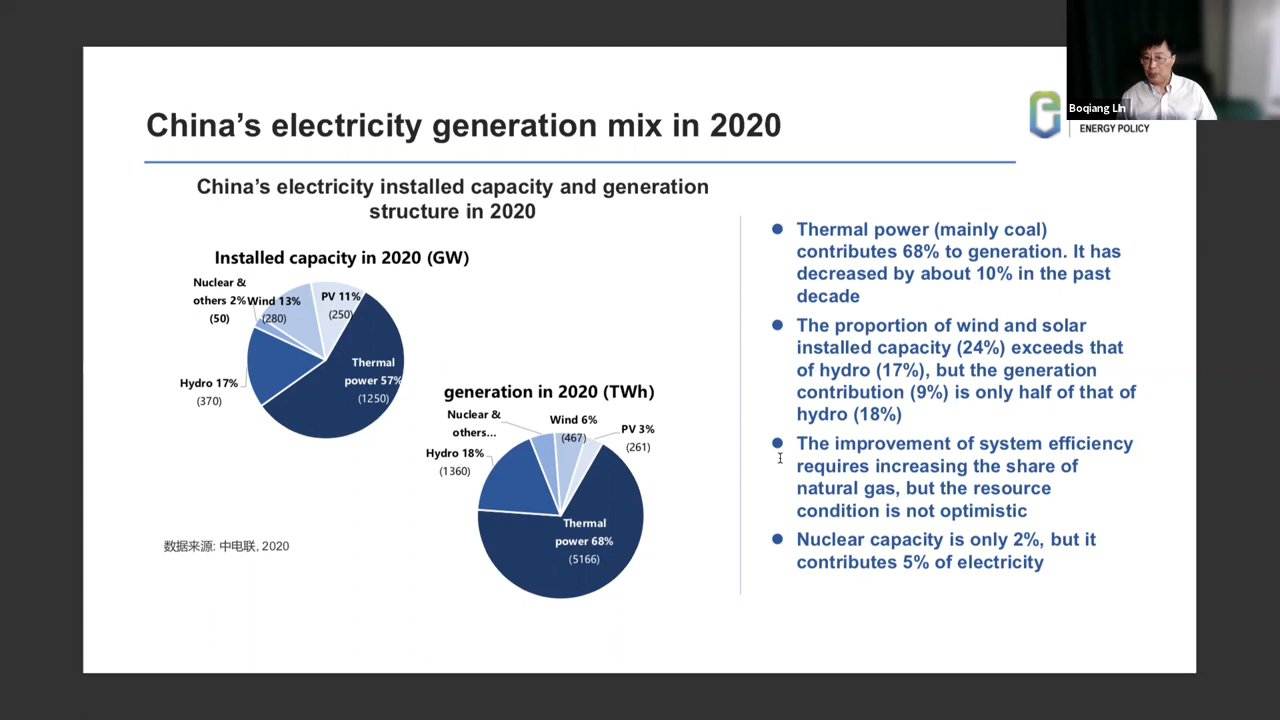 China’s electricity generation mix in 2020
Boqiang Lin
ENERGY POLICY
China’s electricity installed capacity and generation
structure in 2020
Installed capacity in 2020 (GW)
Nuclear &
others 2%
(50)
Wind 13%
(280)
PV 11%
(250)
Thermal
power 57%
(1250)
Hydro 17%
(370)
generation in 2020 (TWh)
Nuclear &
others...
Wind 6%
(467)
PV 3%
(261)
Hydro 18%
(1360)
Thermal
power 68%
(5166)
数据来源: 中电联, 2020
Thermal power (mainly coal)
contributes 68% to generation. It has
decreased by about 10% in the past
decade
The proportion of wind and solar
installed capacity (24%) exceeds that
of hydro (17%), but the generation
contribution (9%) is only half of that of
hydro (18%)
The improvement of system efficiency
requires increasing the share of
natural gas, but the resource
condition is not optimistic
Nuclear capacity is only 2%, but it
contributes 5% of electricity